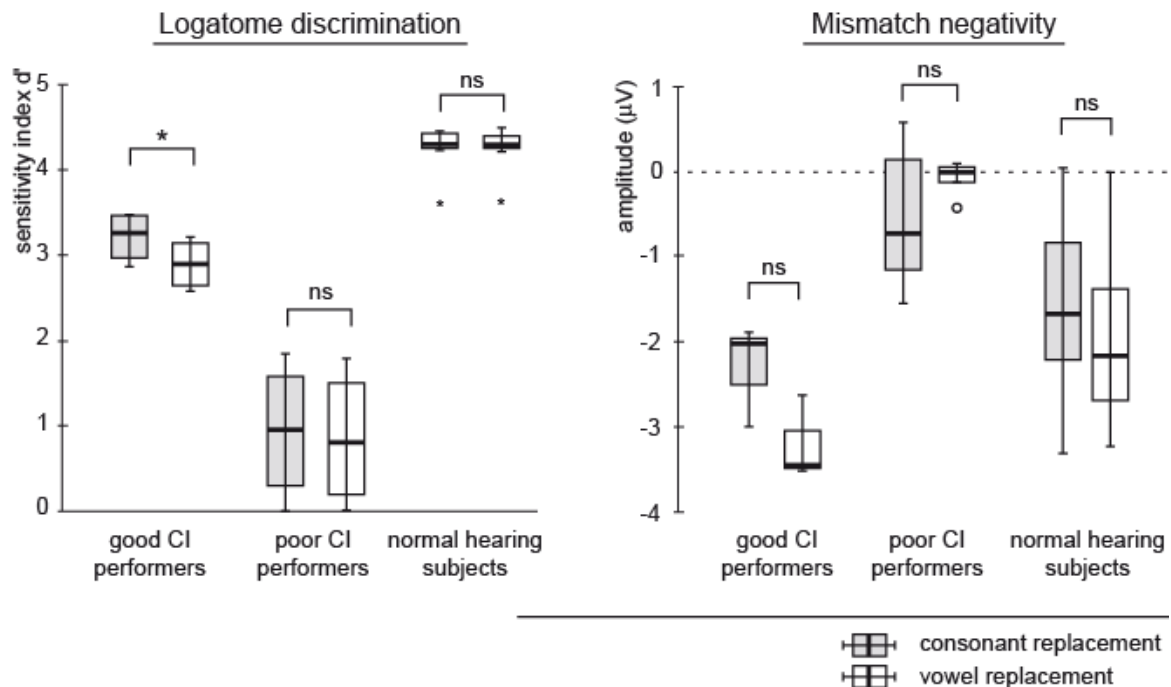 Logatome discrimination
sensitivity index d'
5
4
3
2
1
0
*
ns
ns
*
*
good CI
performers
poor CI
performers
normal hearing
subjects
Mismatch negativity
amplitude (μV)
1
0
-1
-2
-3
-4
ns
ns
ns
good CI
performers
poor CI
performers
normal hearing
subjects
consonant replacement
vowel replacement